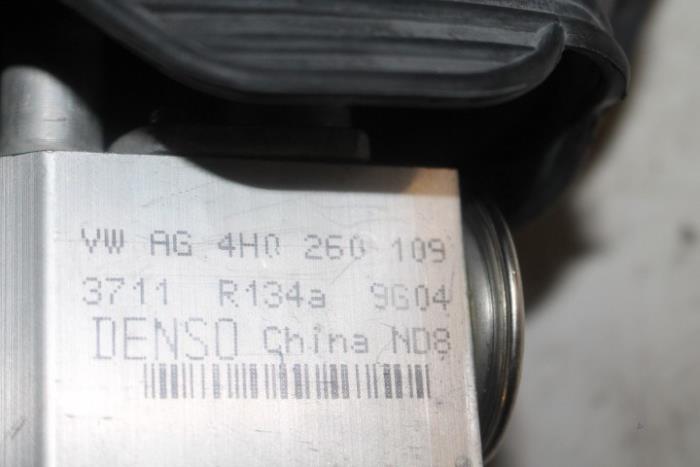 VW AG 4H0 260 109
3711 R134a 9G04
DENSO China ND8